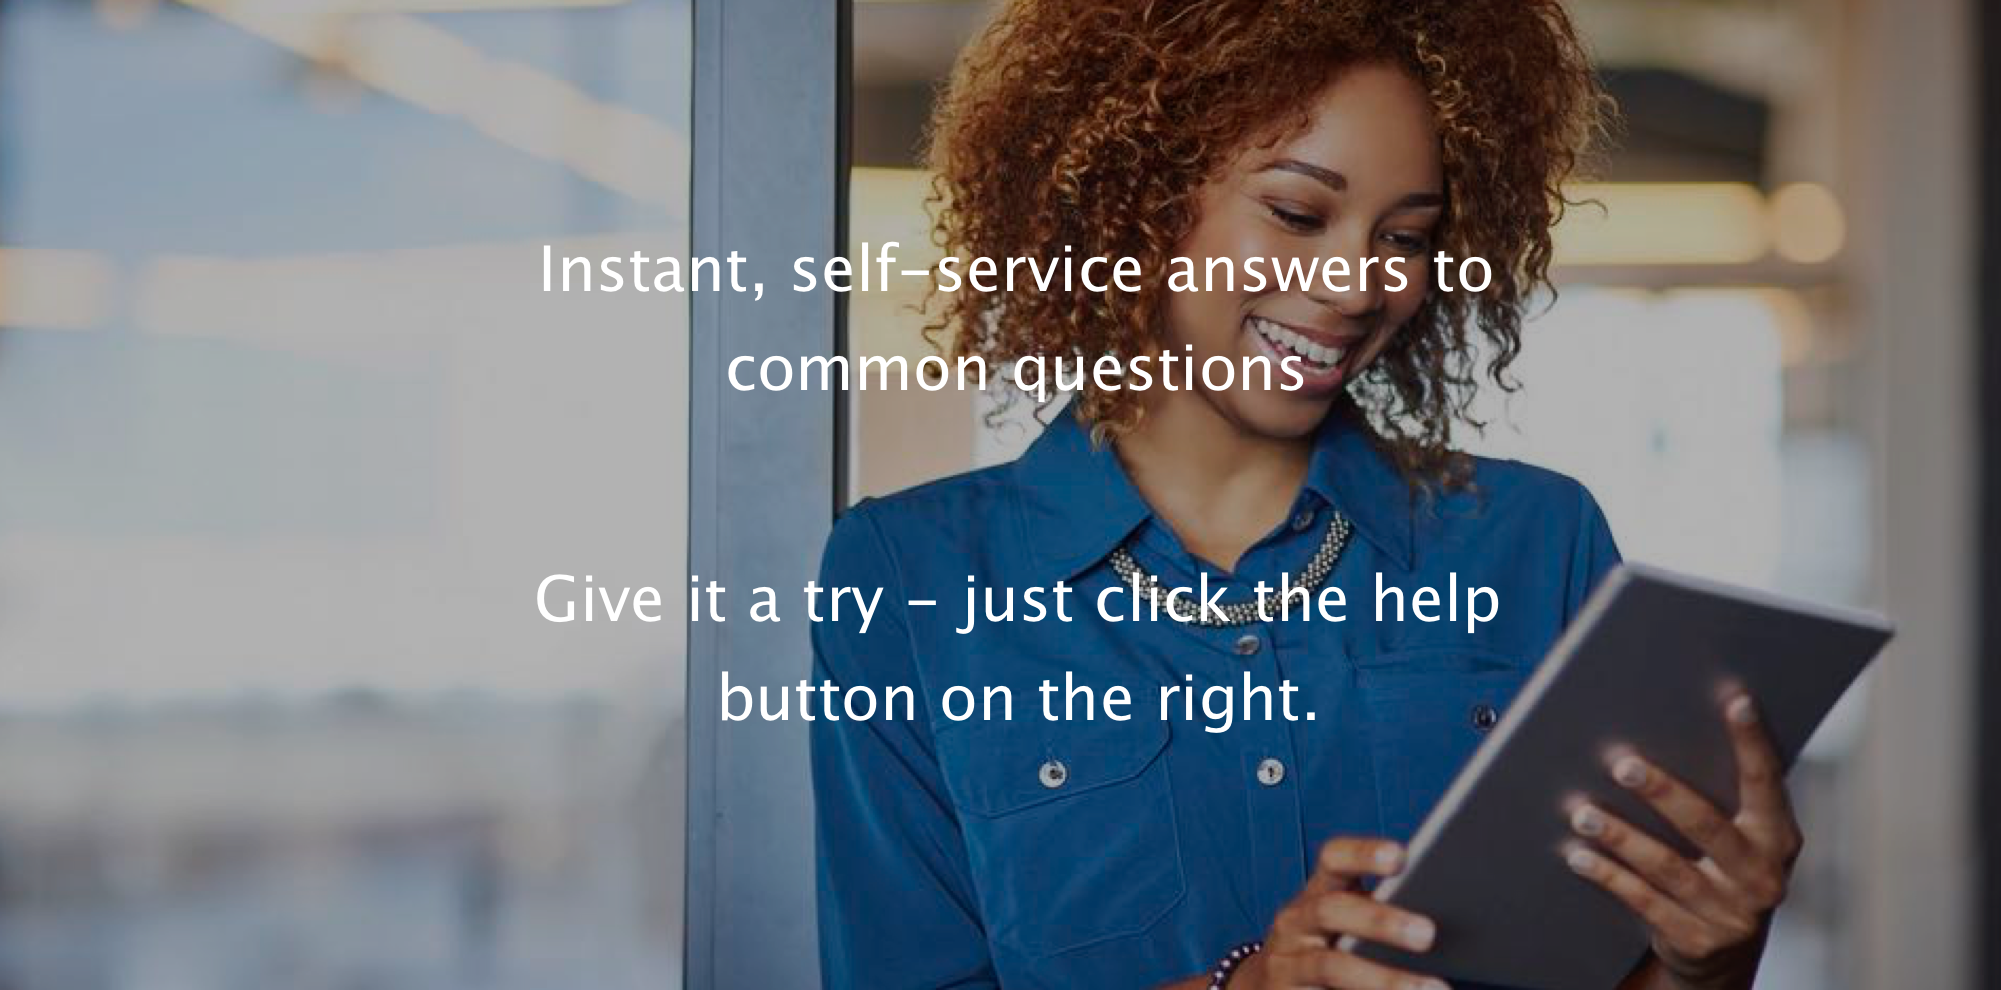 Instant, self-service answers to
common questions
Give it a try - just click the help
button on the right.